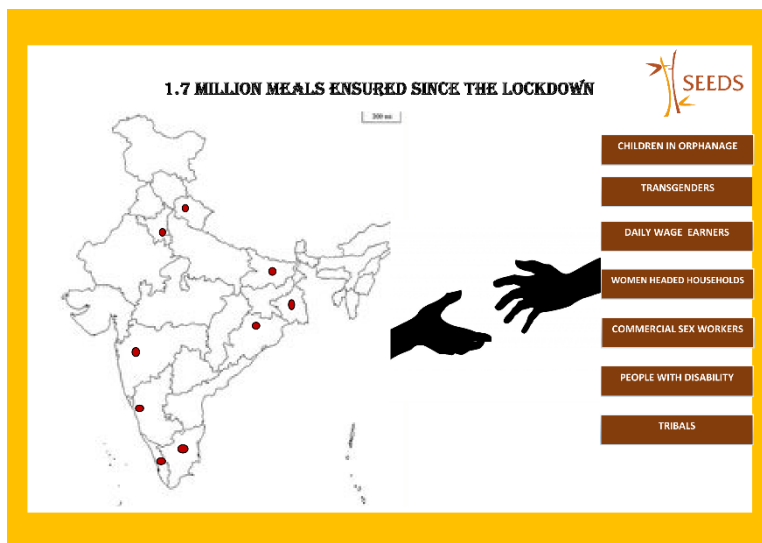 1.7 MILLION MEALS ENSURED SINCE THE LOCKDOWN
SEEDS
CHILDREN IN ORPHANAGE
TRANSGENDERS
DAILY WAGE EARNERS
WOMEN HEADED HOUSEHOLDS
COMMERCIAL SEX WORKERS
PEOPLE WITH DISABILITY
TRIBALS